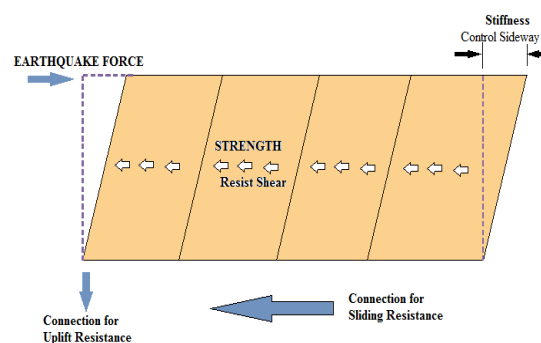 Stiffness
Control Sideway
EARTHQUAKE FORCE
STRENGTH
Resist Shear
Connection for
Sliding Resistance
Connection for
Uplift Resistance